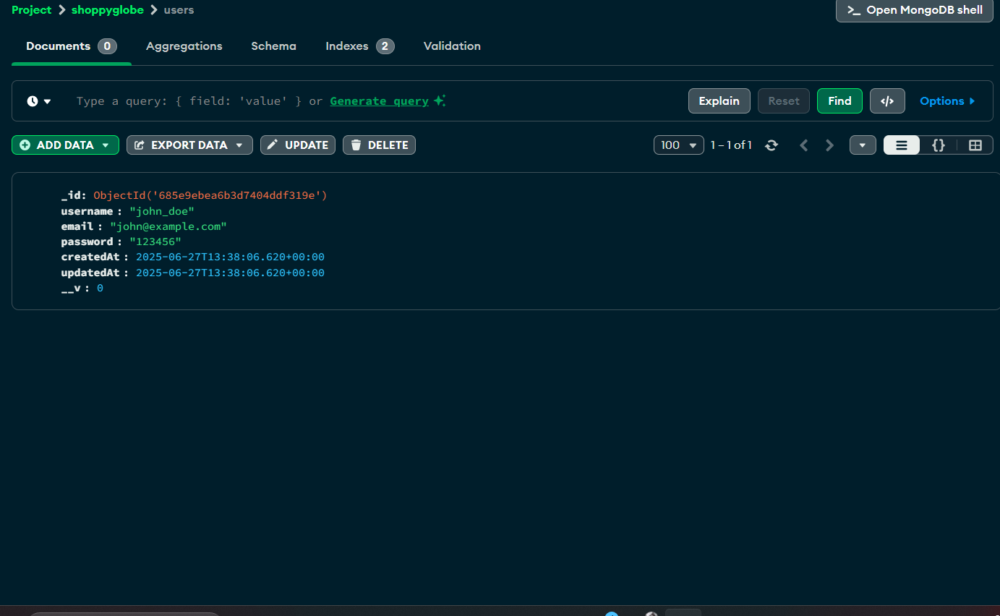 Project > shoppyglobe > users
>_ Open MongoDB shell
Documents 0 Aggregations Schema Indexes 2 Validation
Type a query: { field: 'value' } or Generate query Explain Reset Find </> Options
ADD DATA EXPORT DATA UPDATE DELETE 100 1 – 1 of 1 {}
_id: ObjectId('685e9ebea6b3d7404ddf319e')
username : "john_doe"
email : "john@example.com"
password : "123456"
createdAt : 2025-06-27T13:38:06.620+00:00
updatedAt : 2025-06-27T13:38:06.620+00:00
__v : 0